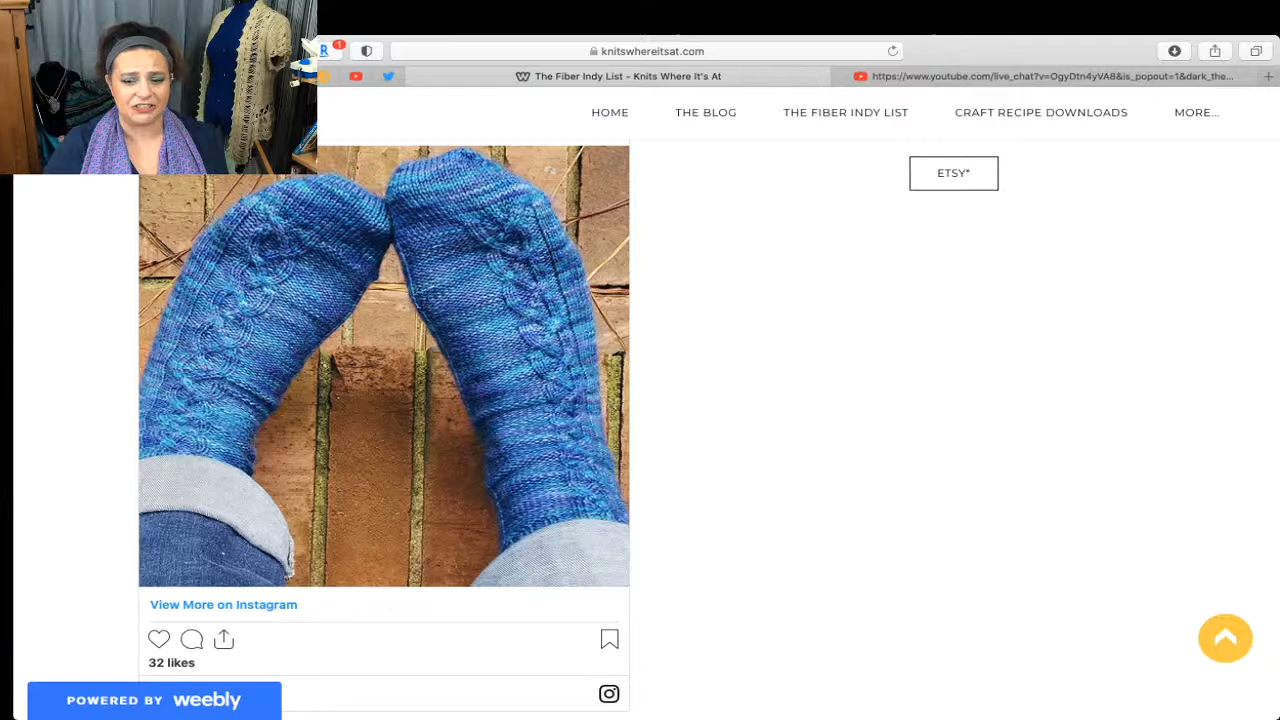 R 1 knitswhereitsat.com
The Fiber Indy List – Knits Where It's At https://www.youtube.com/live_chat?v=OgyDtn4yVA8&is_popout=1&dark_the...
HOME THE BLOG THE FIBER INDY LIST CRAFT RECIPE DOWNLOADS MORE...
ETSY*
View More on Instagram
32 likes
POWERED BY weebly